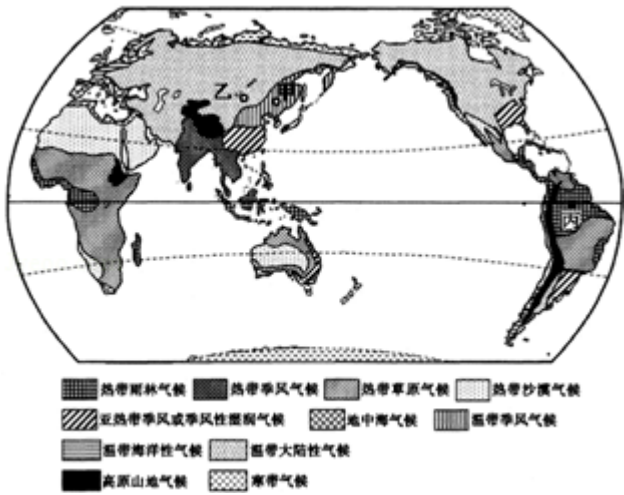 乙
丙
热带雨林气候 热带季风气候 热带草原气候 热带沙漠气候
亚热带季风或季风性湿润气候 地中海气候 温带季风气候
温带海洋性气候 温带大陆性气候
高原山地气候 寒带气候